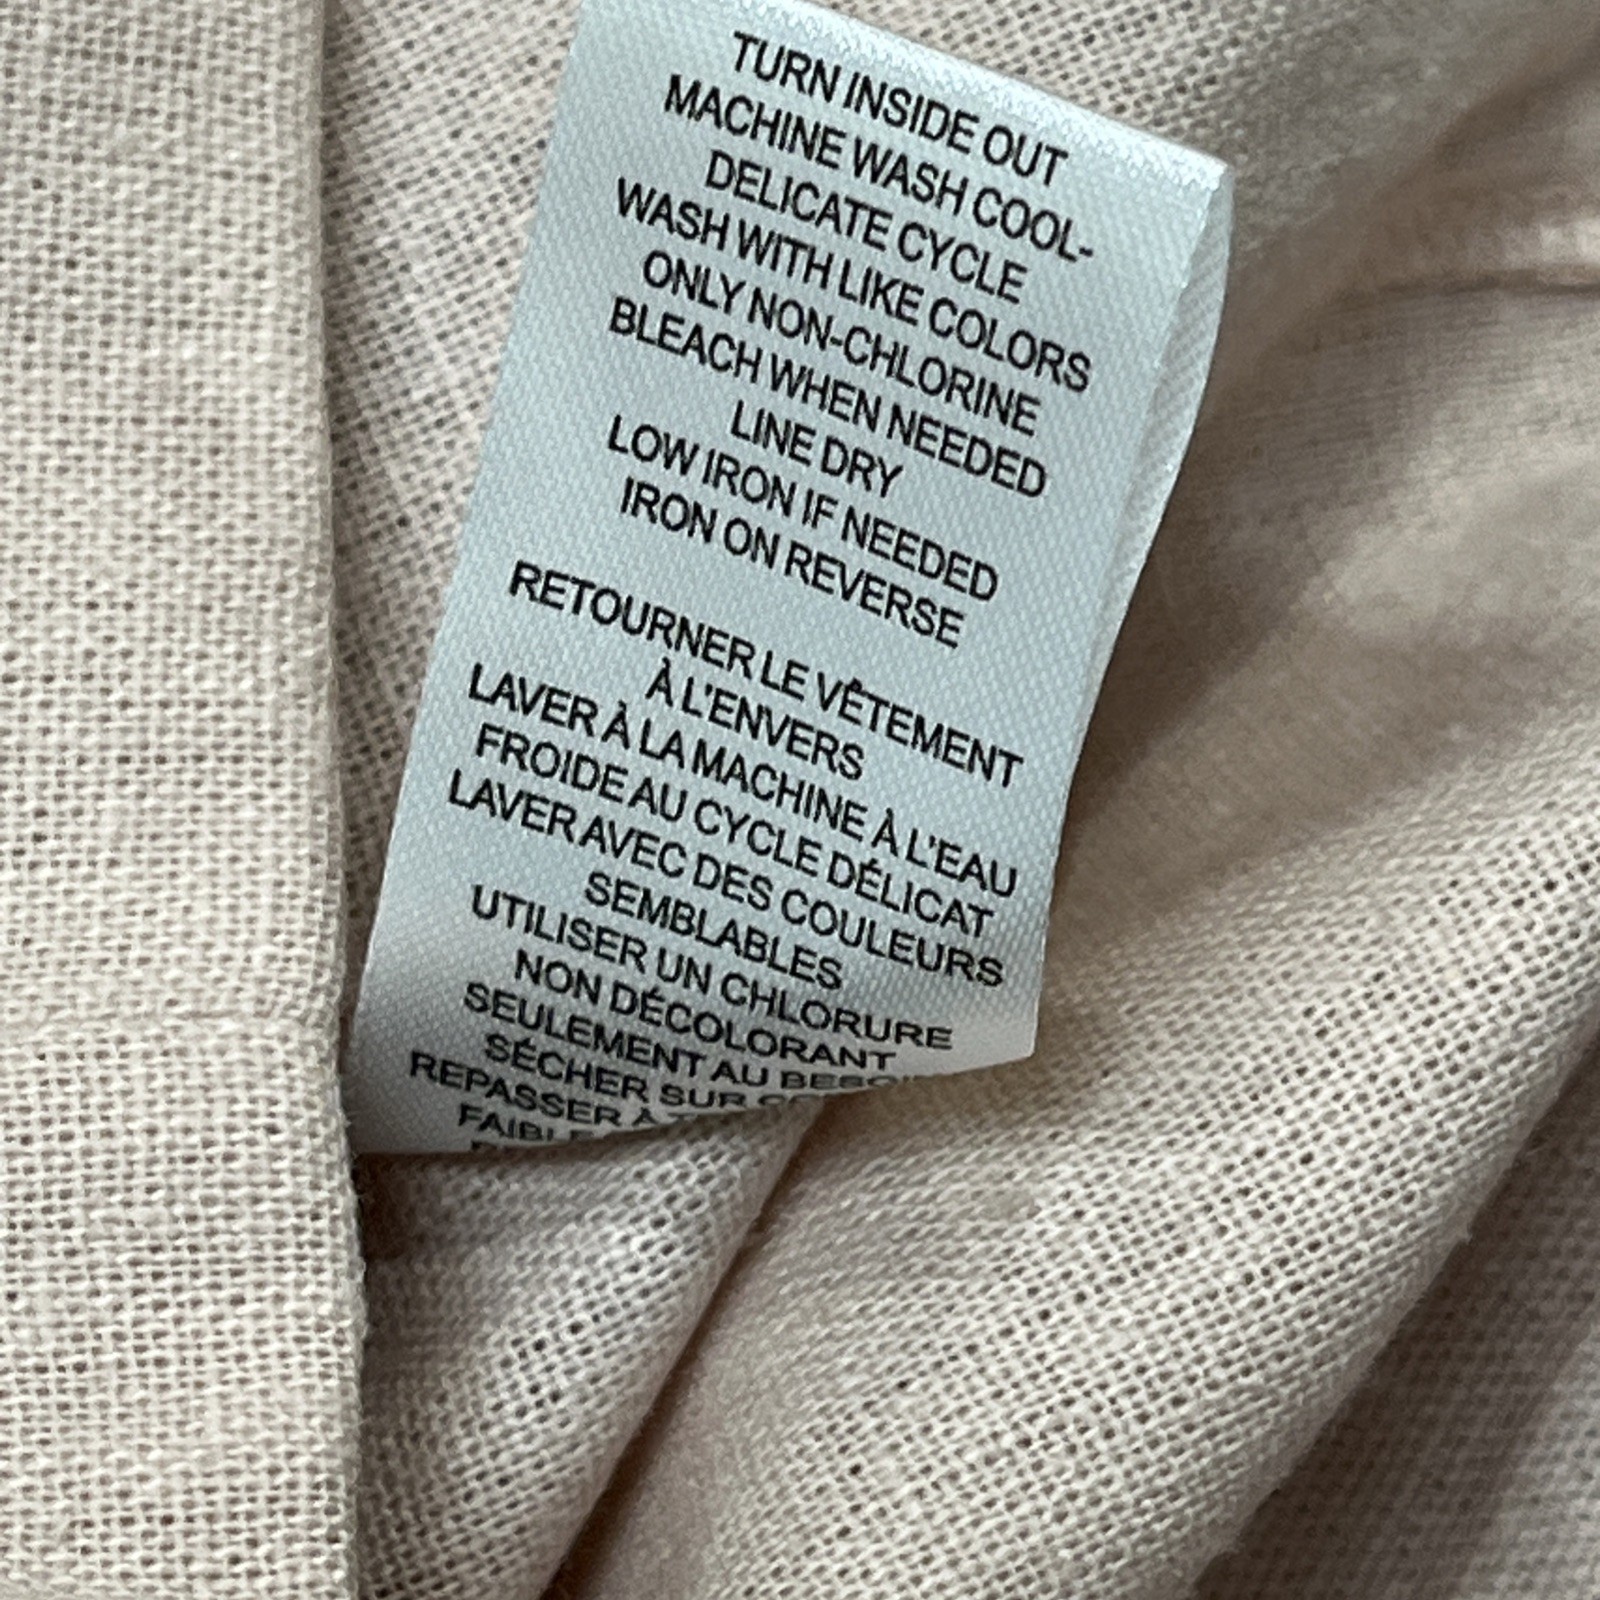 TURN INSIDE OUT
MACHINE WASH COOL-
DELICATE CYCLE
WASH WITH LIKE COLORS
ONLY NON-CHLORINE
BLEACH WHEN NEEDED
LINE DRY
LOW IRON IF NEEDED
IRON ON REVERSE
RETOURNER LE VÊTEMENT
À L'ENVERS
LAVER À LA MACHINE À L'EAU
FROIDE AU CYCLE DÉLICAT
LAVER AVEC DES COULEURS
SEMBLABLES
UTILISER UN CHLORURE
NON DÉCOLORANT
SEULEMENT AU
SÉCHER SUR
REPASSER À